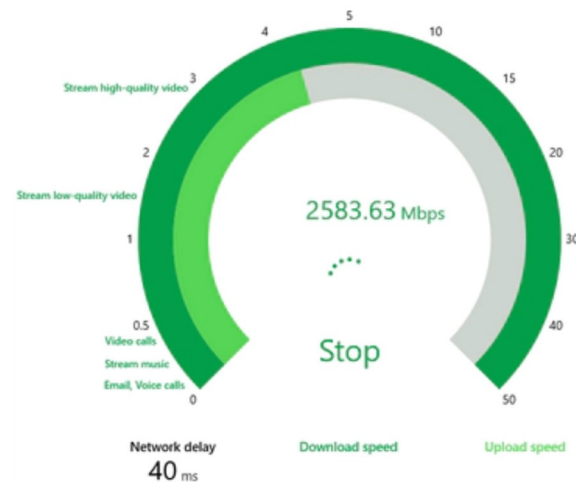 5
4
10
3
15
Stream high-quality video
2
20
Stream low-quality video
2583.63 Mbps
1
30
0.5
40
Video calls
Stop
Stream music
Email, Voice calls
0
50
Network delay
Download speed
Upload speed
40 ms